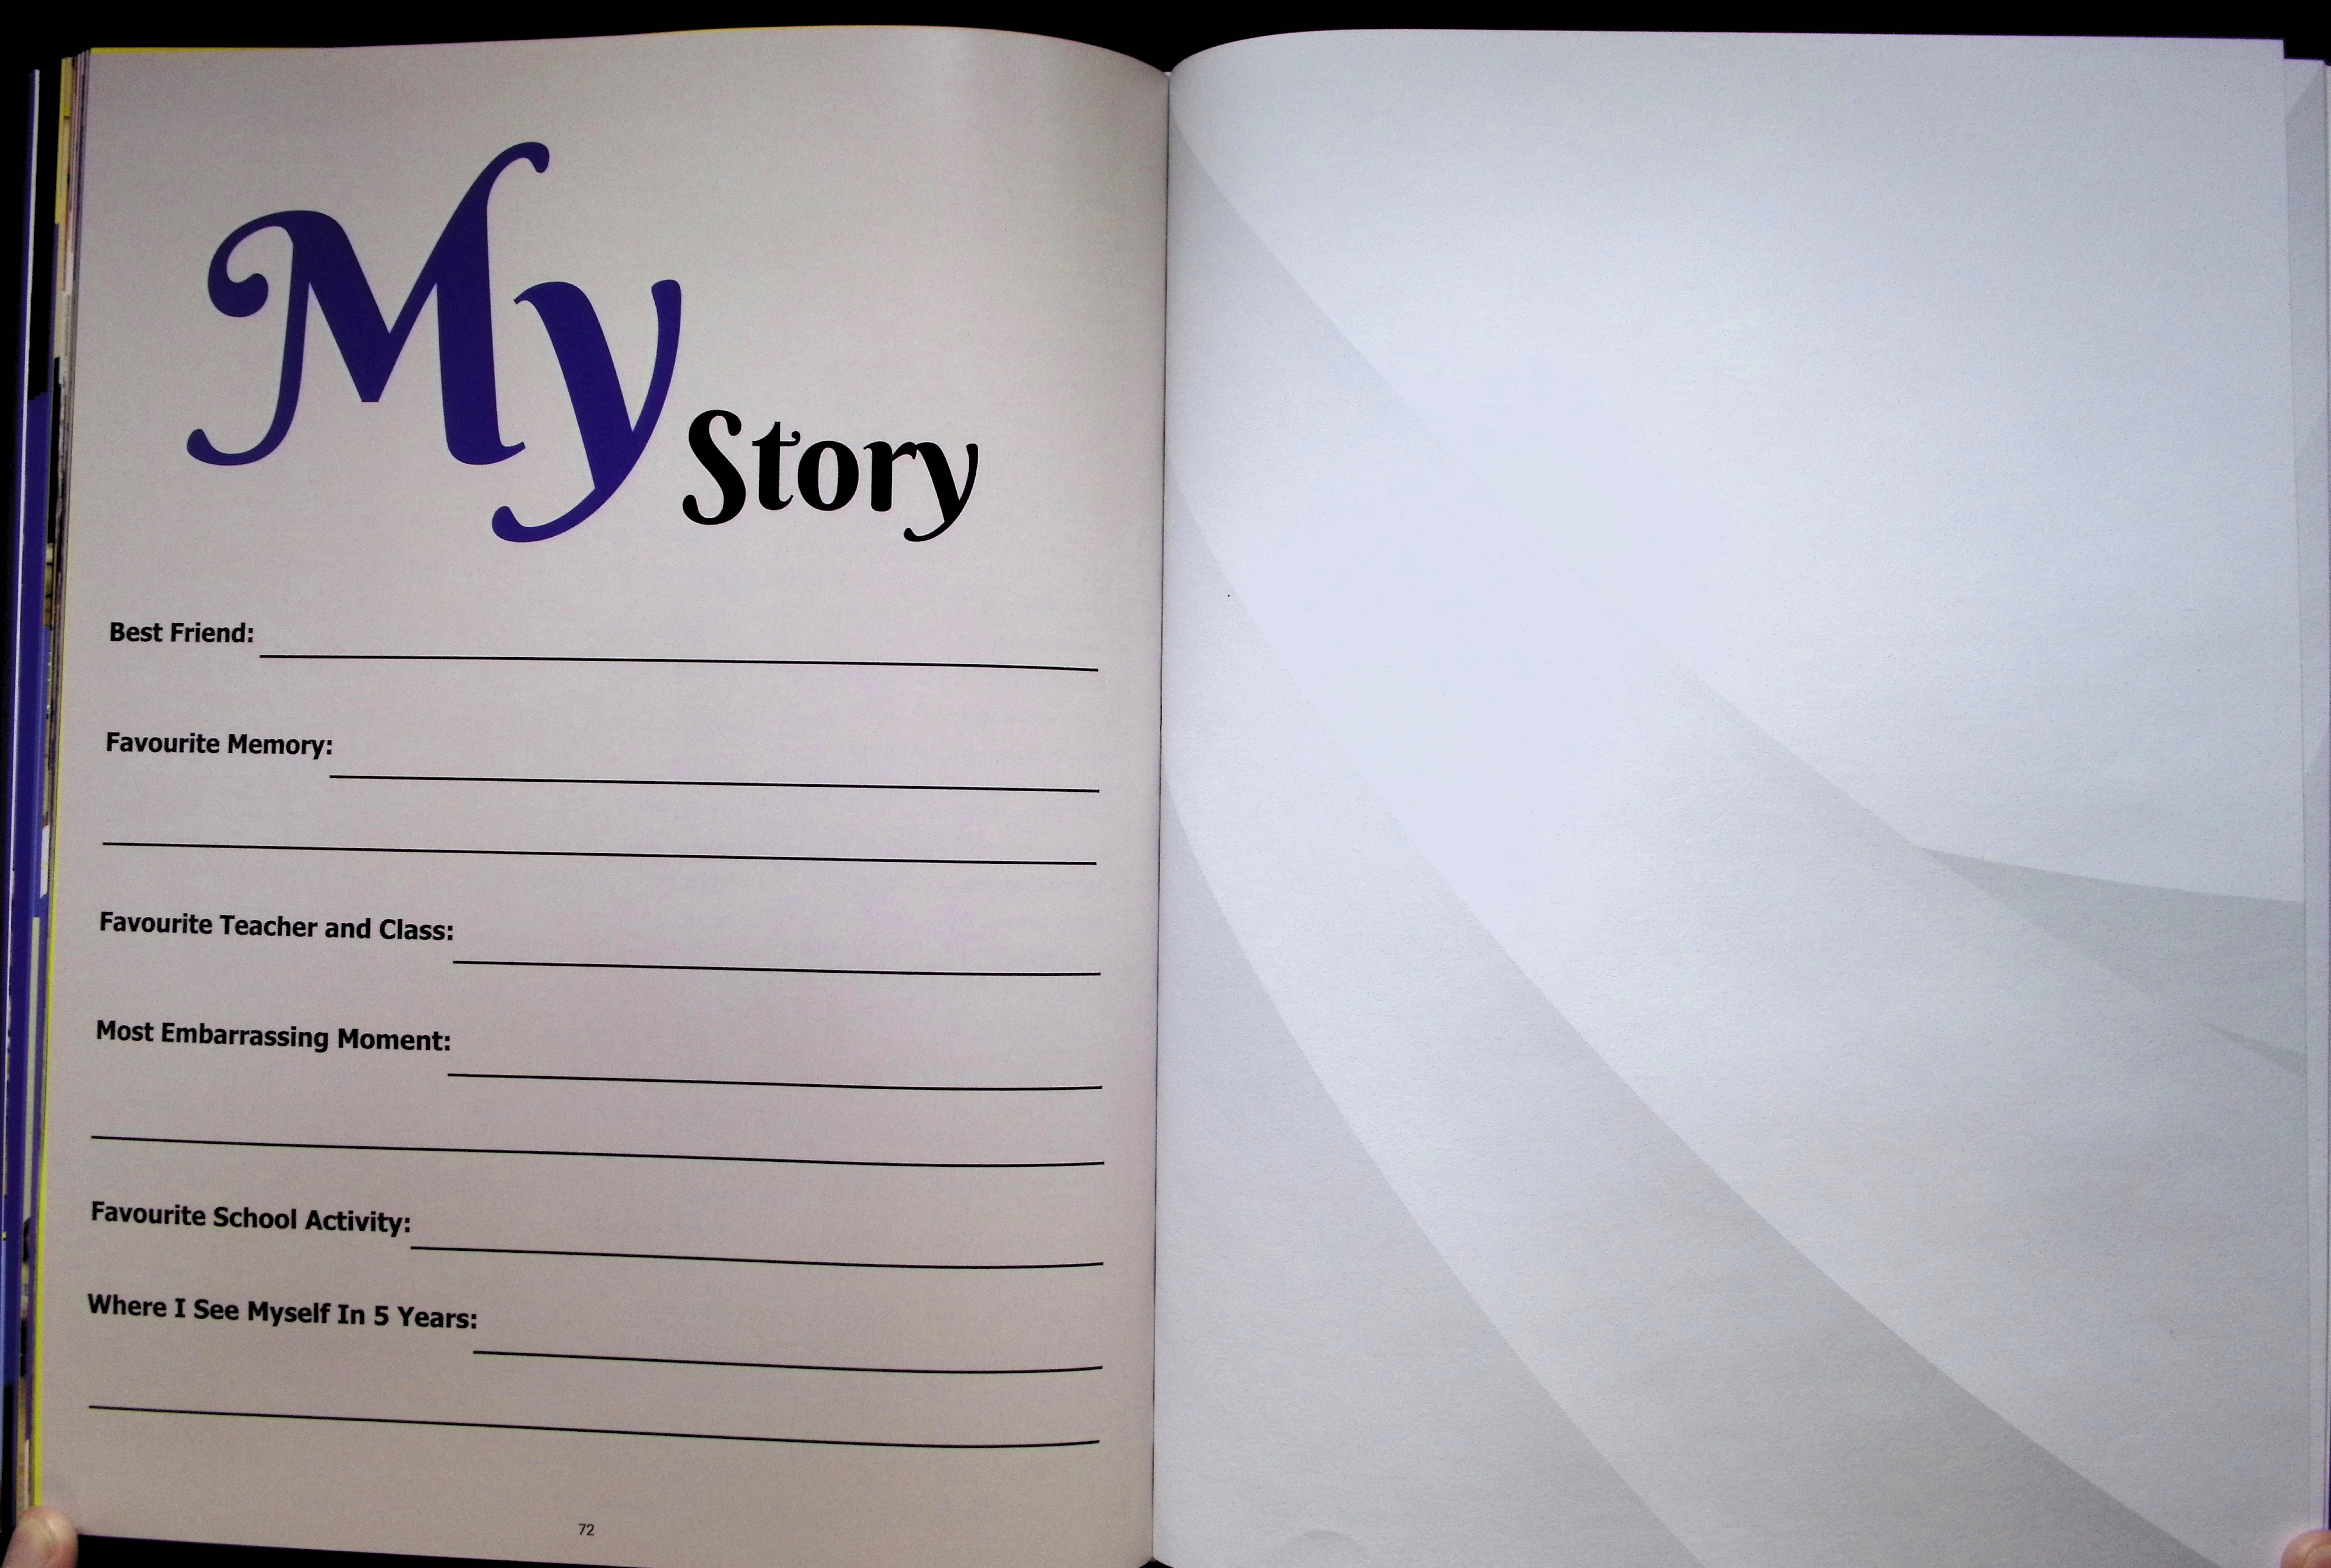 My
Story
Best Friend:
Favourite Memory:
Favourite Teacher and Class:
Most Embarrassing Moment:
Favourite School Activity:
Where I See Myself In 5 Years:
72